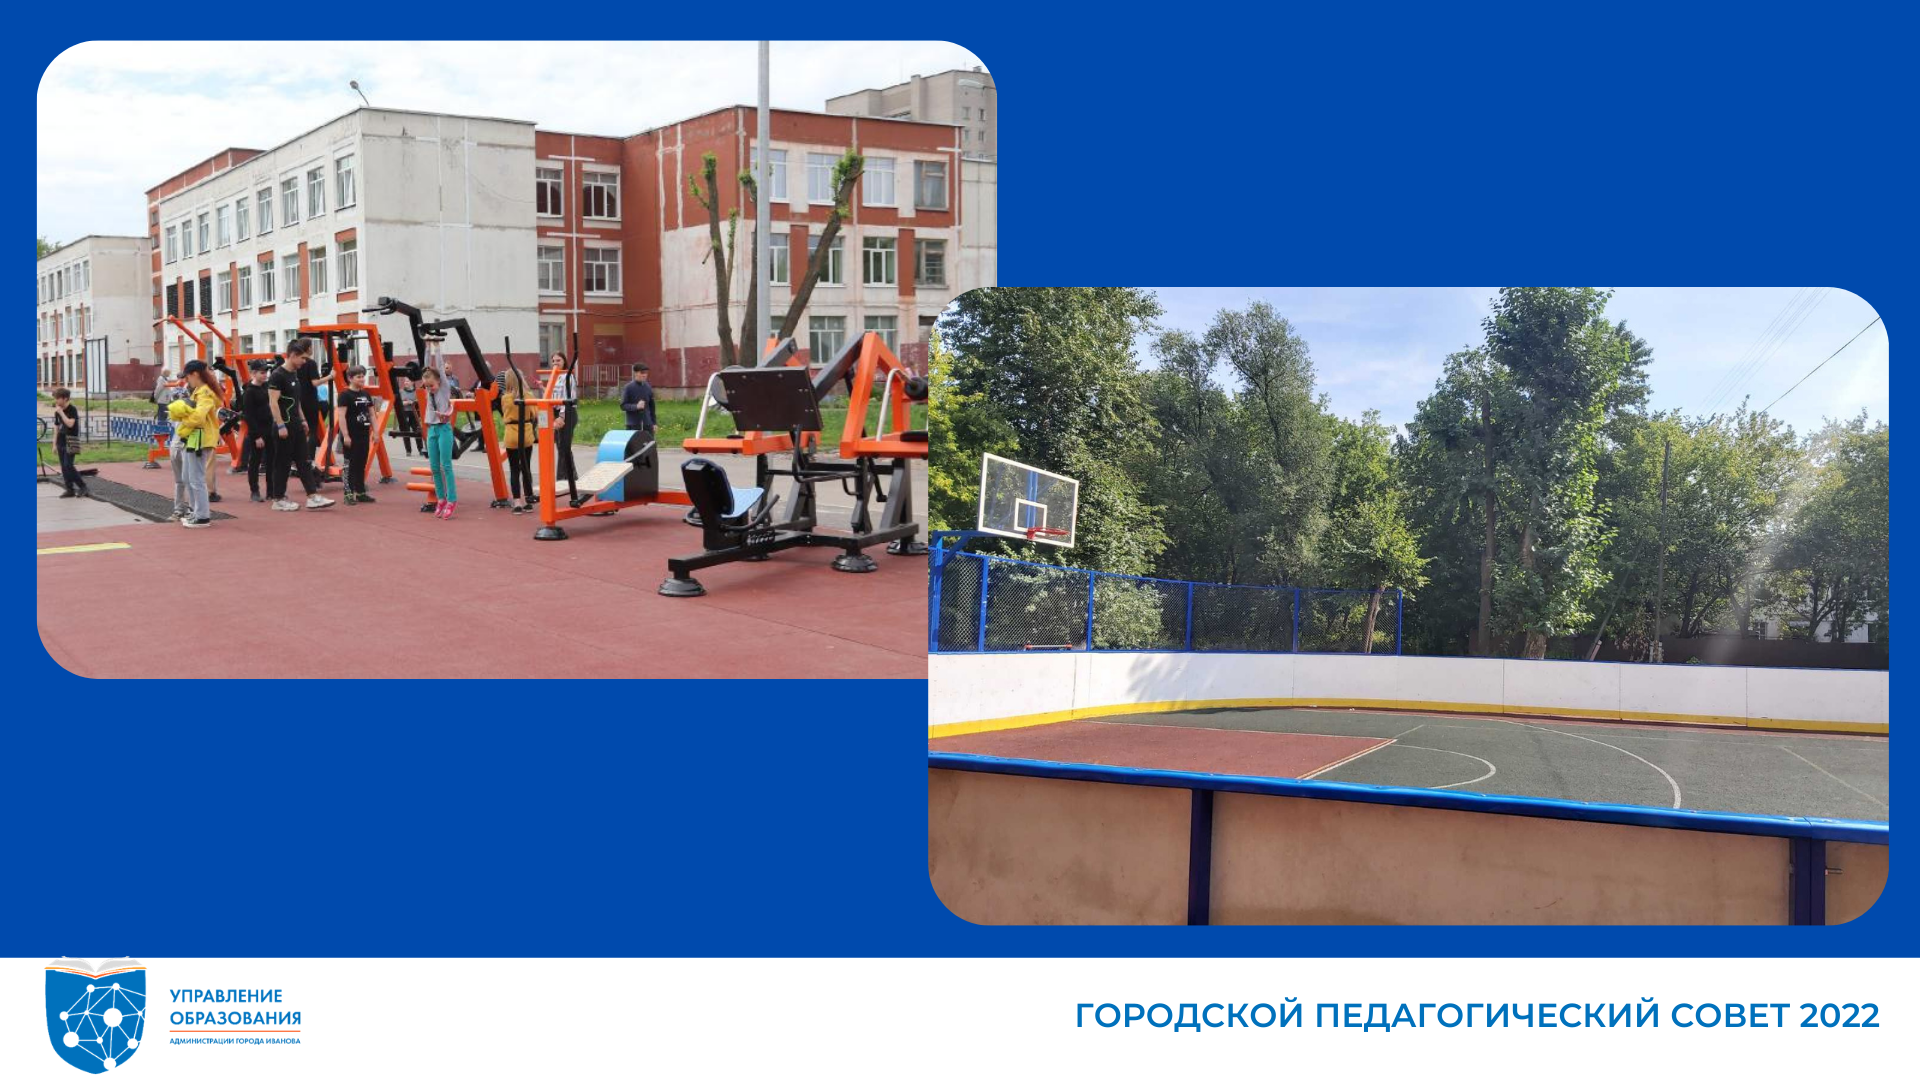 УПРАВЛЕНИЕ
ОБРАЗОВАНИЯ
АДМИНИСТРАЦИИ ГОРОДА ИВАНОВА
ГОРОДСКОЙ ПЕДАГОГИЧЕСКИЙ СОВЕТ 2022